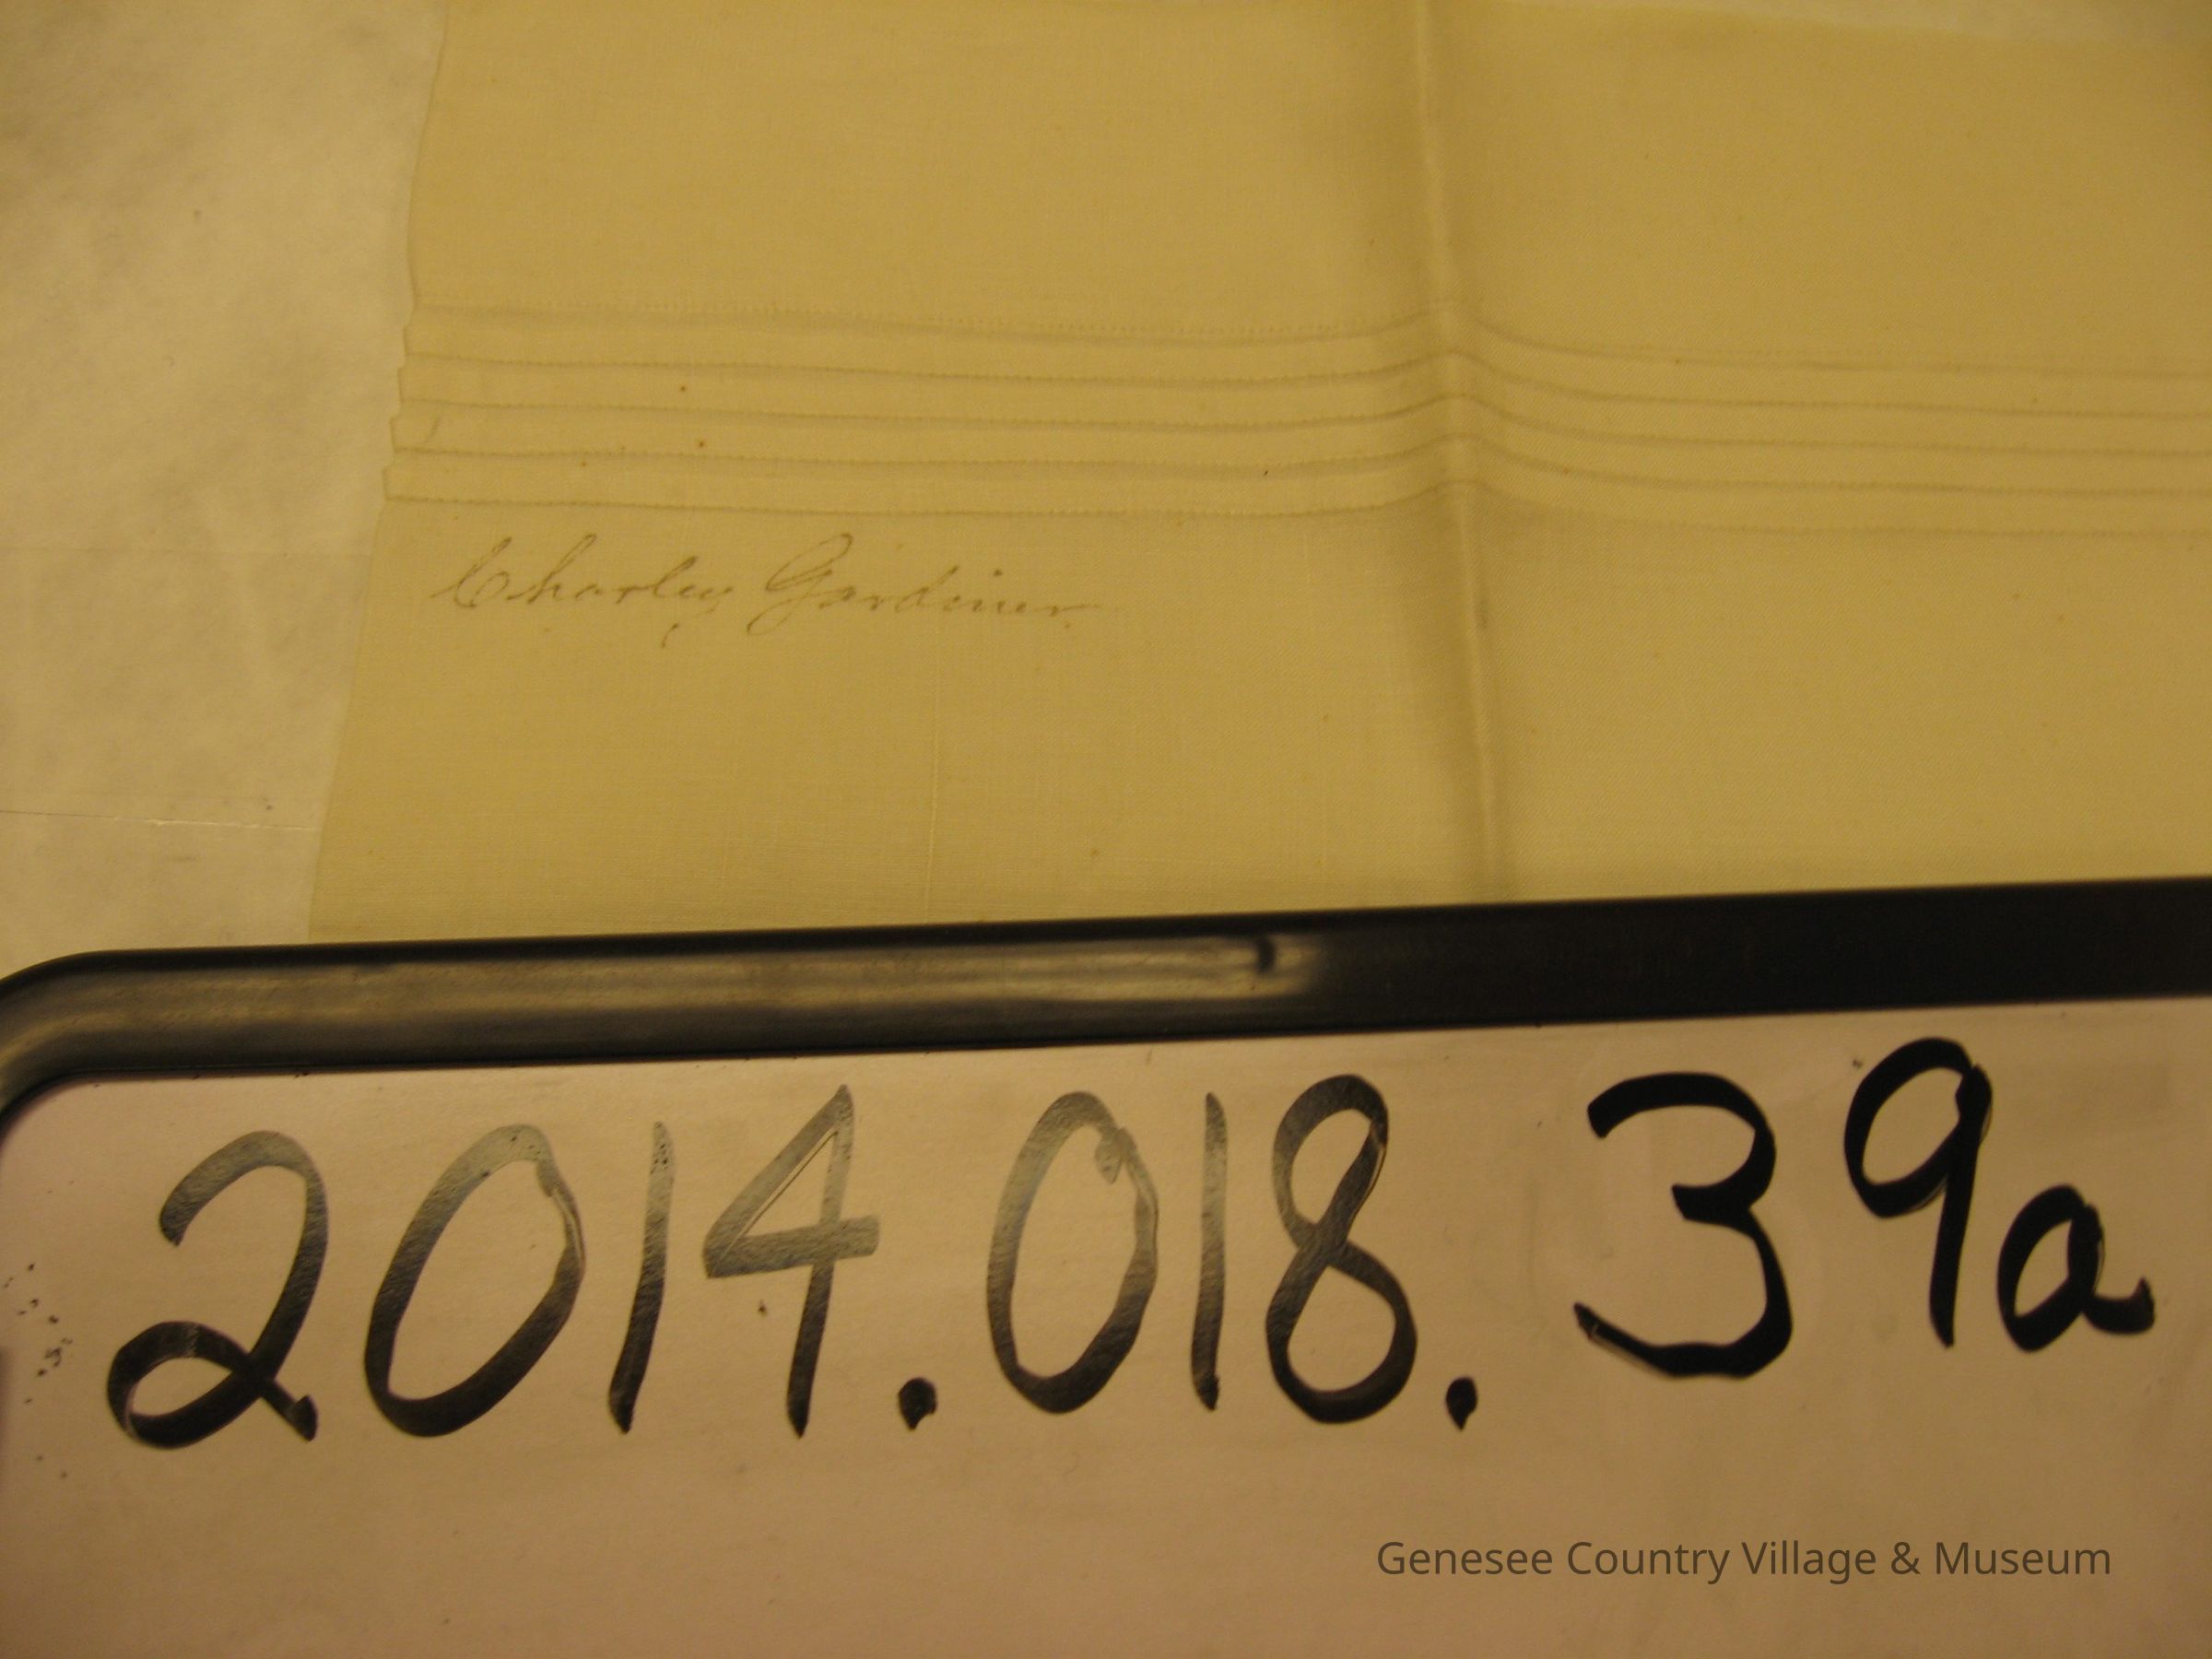 Charley Gardiner
2014.018.39a
Genesee Country Village & Museum